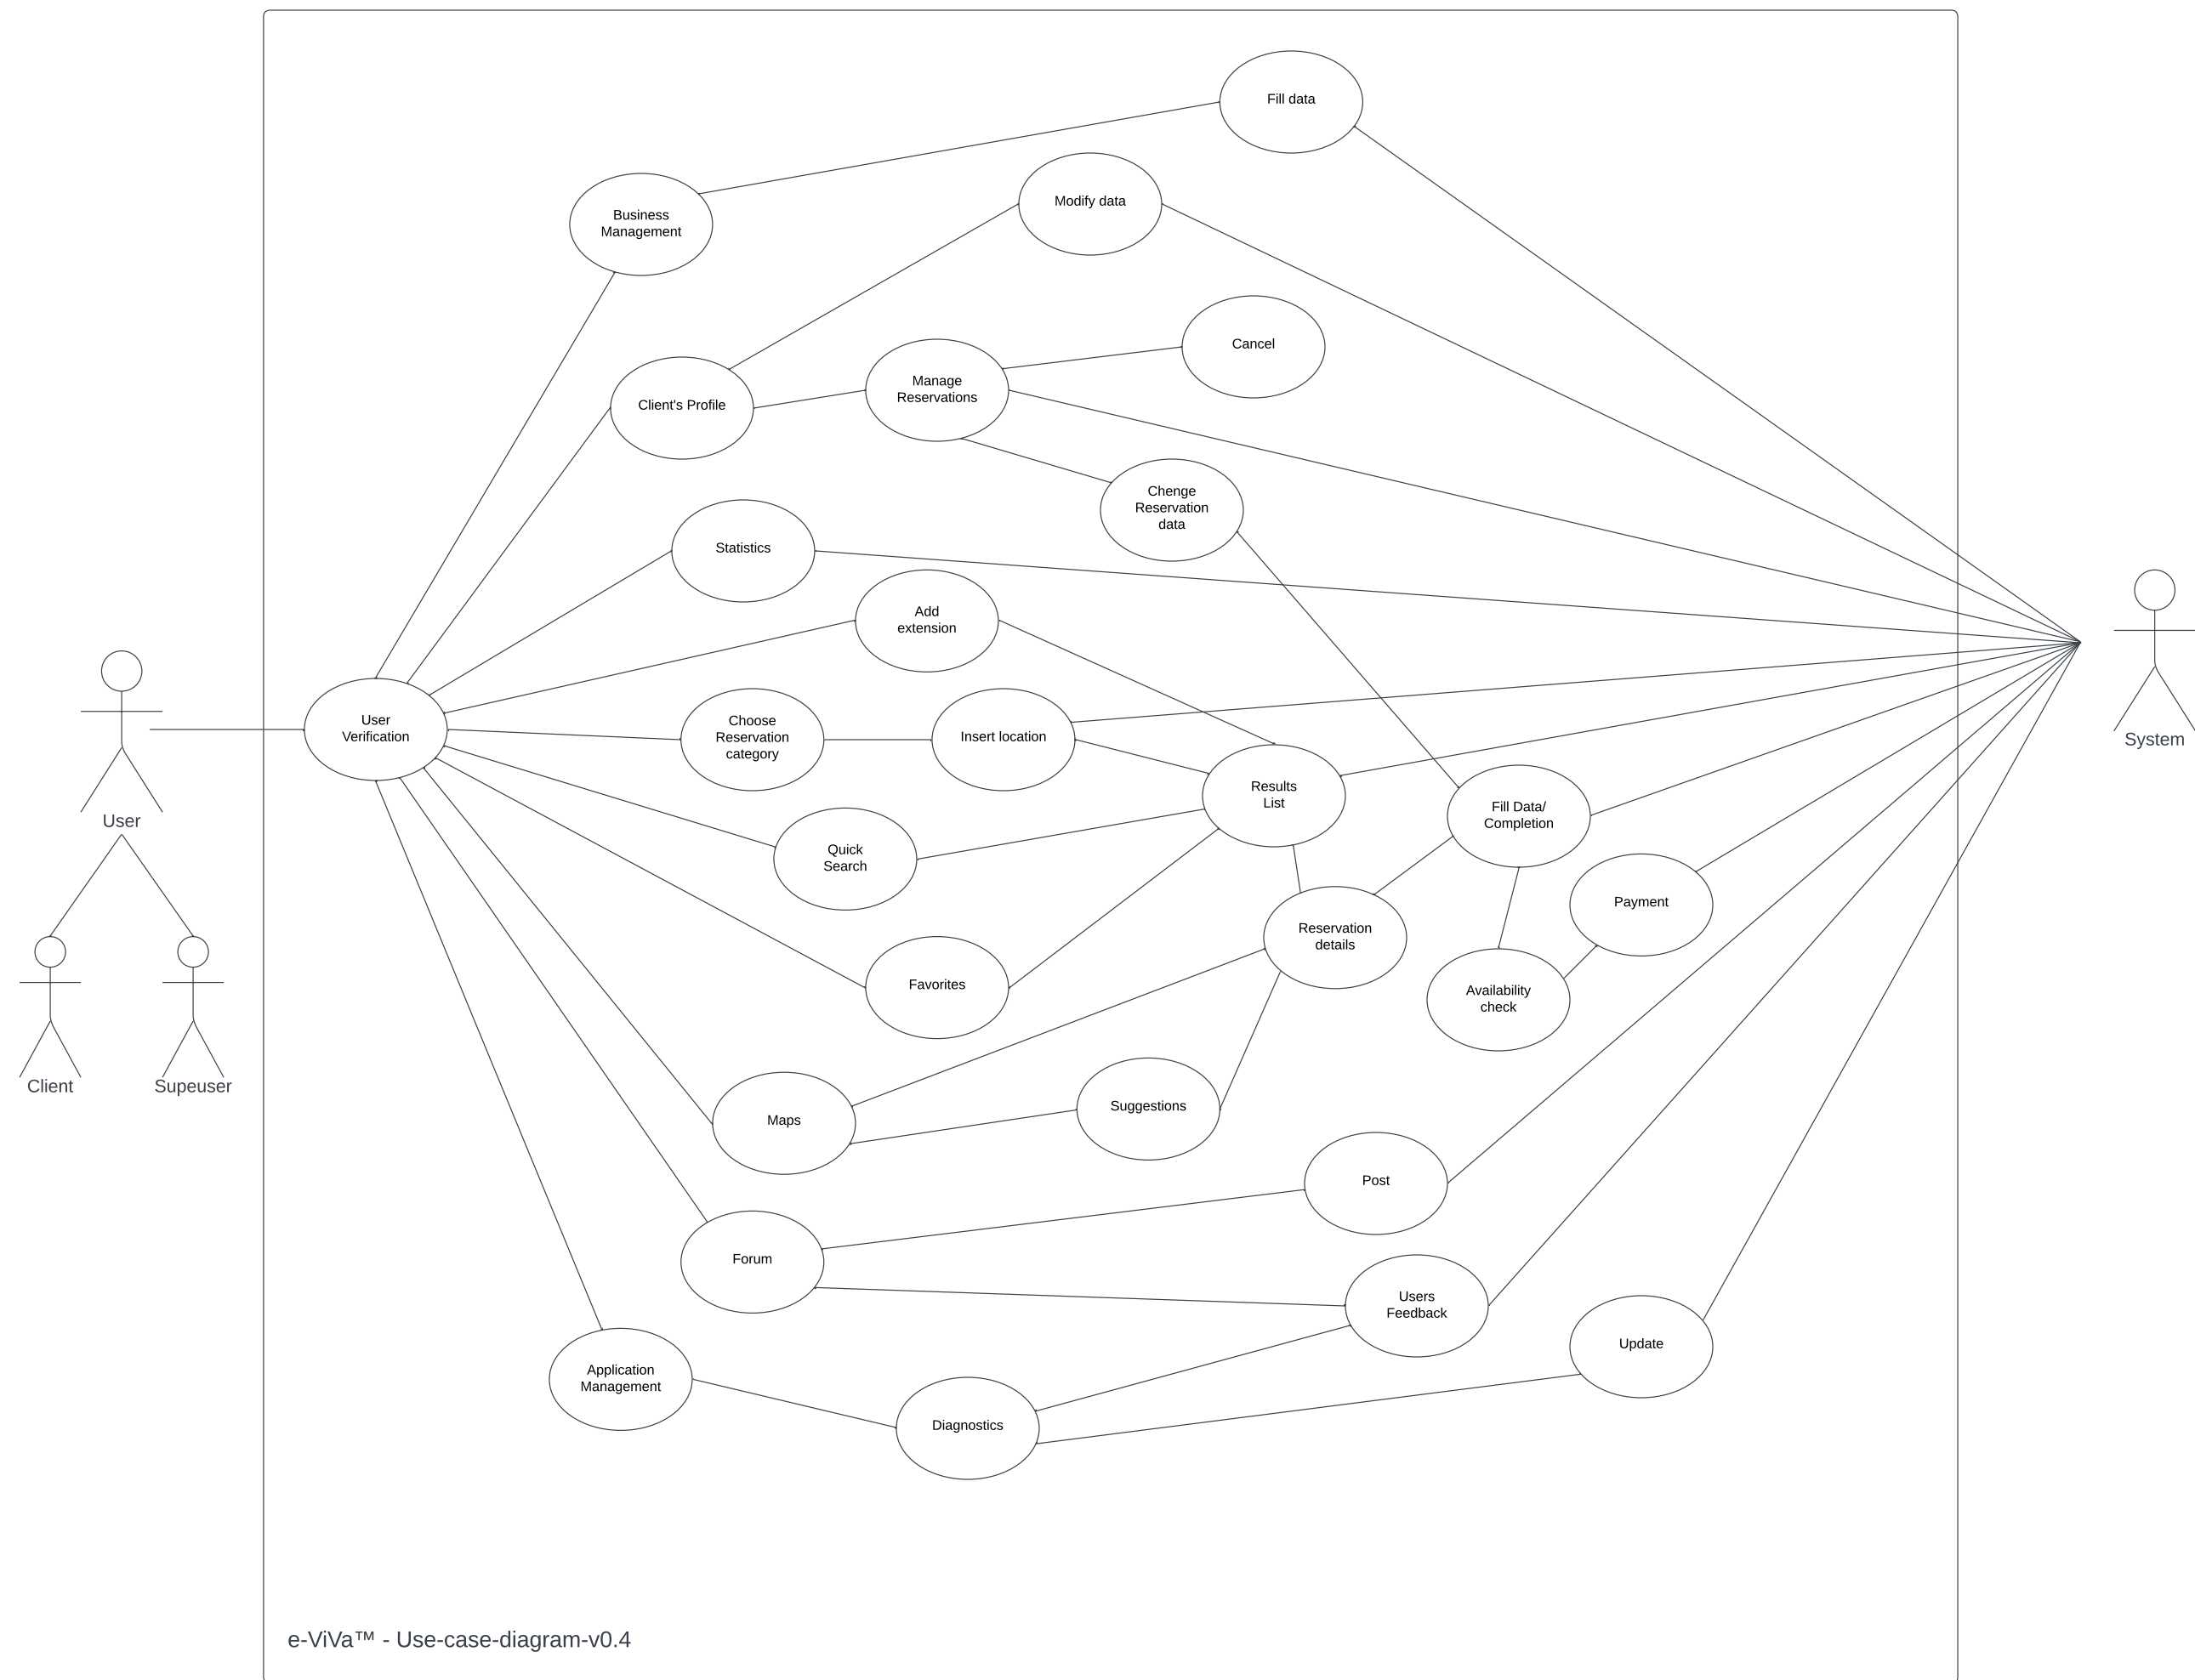 Fill data
Modify data
Business
Management
Cancel
Manage
Reservations
Client's Profile
Chenge
Reservation
data
Statistics
Add
extension
User
Verification
Choose
Reservation
category
Insert location
System
Results
List
Fill Data/
Completion
User
Quick
Search
Payment
Reservation
details
Favorites
Availability
check
Client
Supeuser
Maps
Suggestions
Post
Forum
Users
Feedback
Update
Application
Management
Diagnostics
e-ViVa™ - Use-case-diagram-v0.4